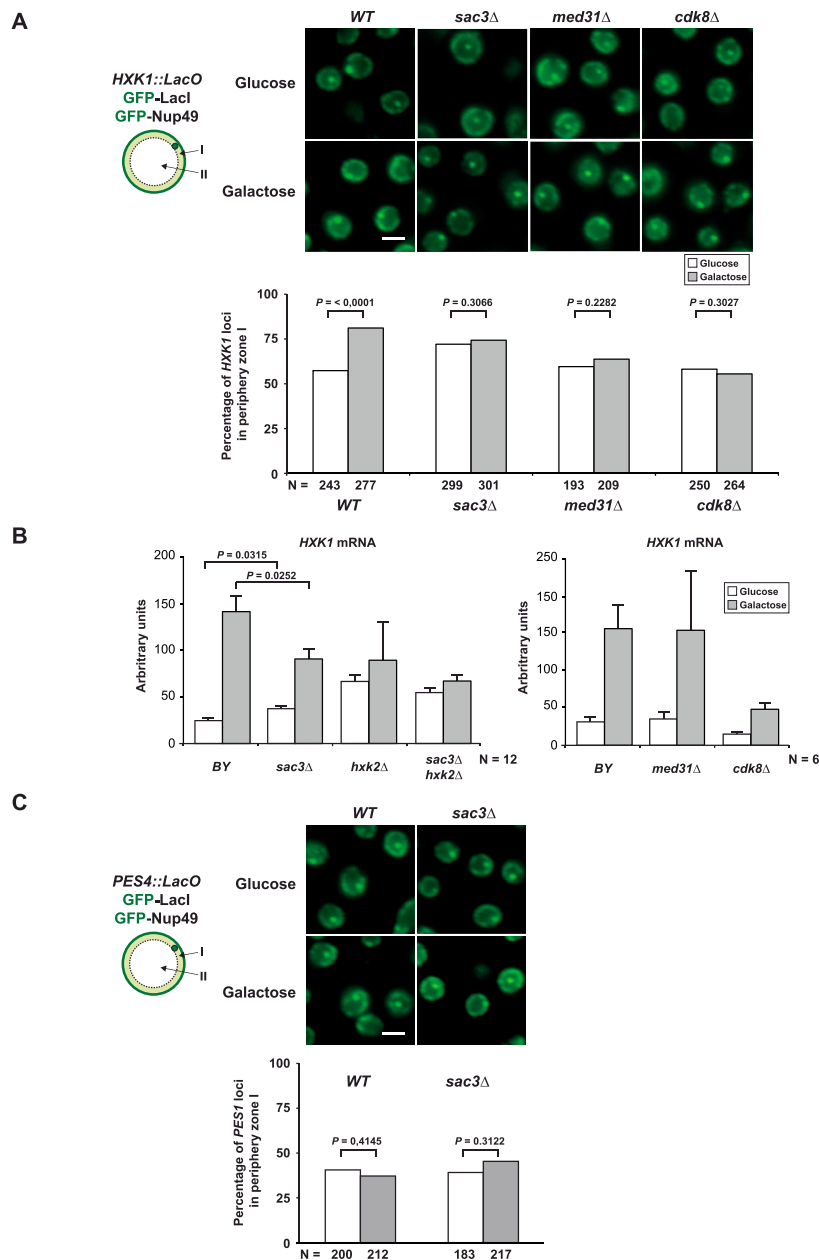 A
WT sac3Δ med31Δ cdk8Δ
HXK1::LacO
GFP-LacI
GFP-Nup49
I
II
Glucose
Galactose
Glucose
Galactose
Percentage of HXK1 loci
in periphery zone I
100
75
50
25
0
P = < 0,0001
P = 0.3066
P = 0.2282
P = 0.3027
N = 243 277 299 301 193 209 250 264
WT sac3Δ med31Δ cdk8Δ
B
HXK1 mRNA
Arbritrary units
200
150
100
50
0
P = 0.0315
P = 0.0252
BY sac3Δ hxk2Δ sac3Δ
hxk2Δ
N = 12
HXK1 mRNA
Arbritrary units
250
150
150
100
50
0
Glucose
Galactose
BY med31Δ cdk8Δ
N = 6
C
WT sac3Δ
PES4::LacO
GFP-LacI
GFP-Nup49
I
II
Glucose
Galactose
Percentage of PES1 loci
in periphery zone I
100
75
50
25
0
WT sac3Δ
P = 0,4145
P = 0.3122
N = 200 212 183 217